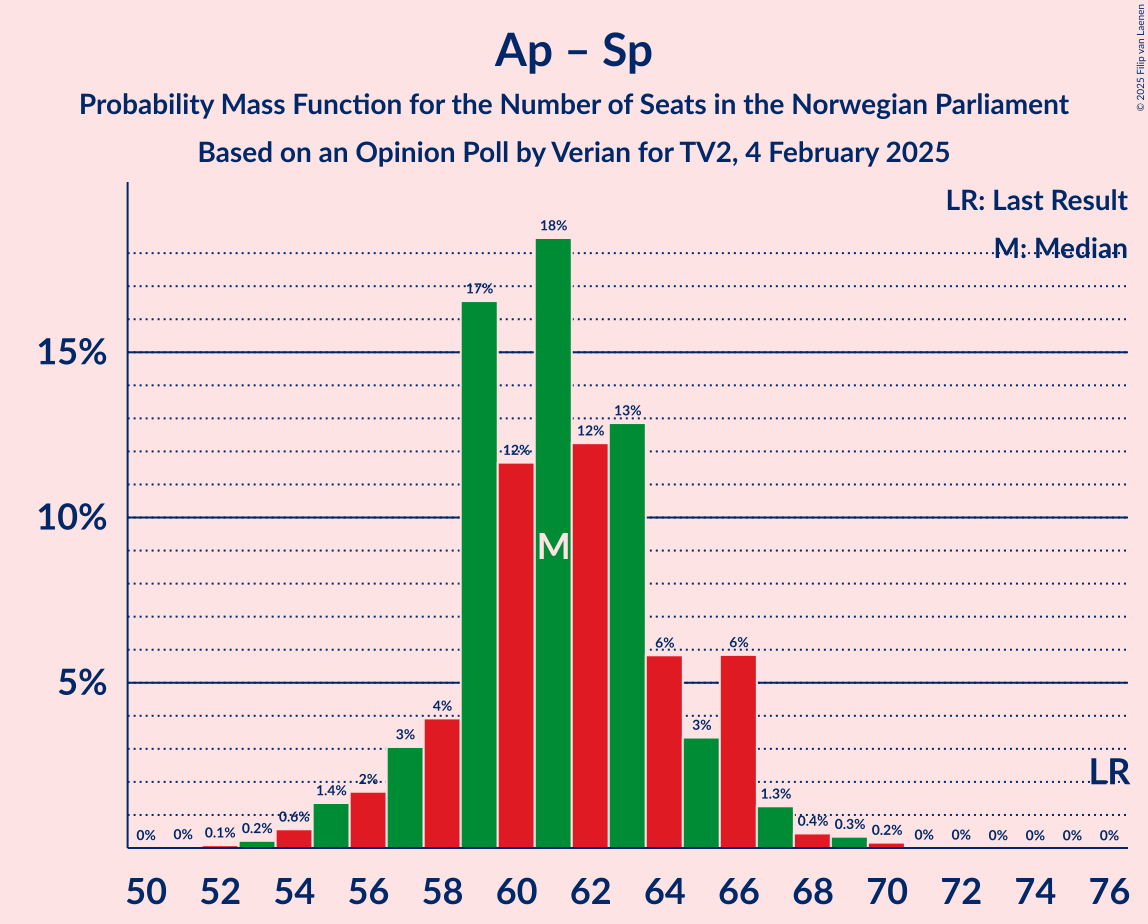 Ap – Sp
Probability Mass Function for the Number of Seats in the Norwegian Parliament
Based on an Opinion Poll by Verian for TV2, 4 February 2025
© 2025 Filip van Laenen
LR: Last Result
M: Median
15%
10%
5%
0% 0% 0.1% 0.2% 0.6% 1.4% 2% 3% 4% 17% 12% 18% 12% 13% 6% 3% 6% 1.3% 0.4% 0.3% 0.2% 0% 0% 0% 0% 0% 0%
M
LR
50 52 54 56 58 60 62 64 66 68 70 72 74 76